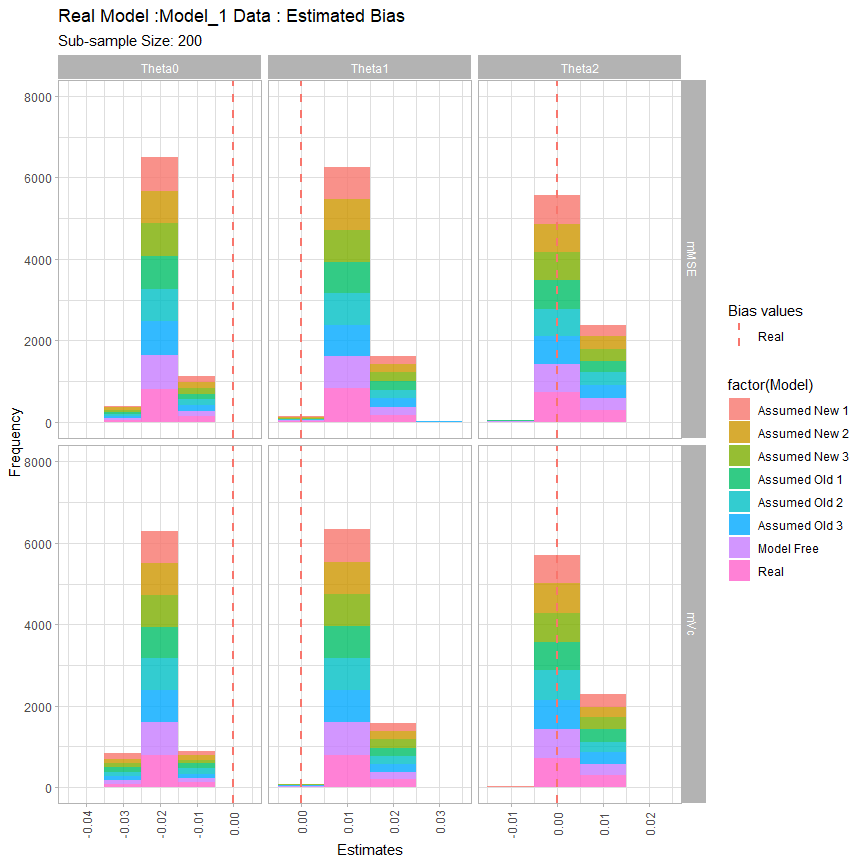 Real Model :Model_1 Data : Estimated Bias
Sub-sample Size: 200
Theta0
Theta1
Theta2
8000
6000
4000
2000
0
mMSE
8000
6000
4000
2000
0
mVc
Frequency
-0.04
-0.03
-0.02
-0.01
0.00
0.00
0.01
0.02
0.03
-0.01
0.00
0.01
0.02
Estimates
Bias values
Real
factor(Model)
Assumed New 1
Assumed New 2
Assumed New 3
Assumed Old 1
Assumed Old 2
Assumed Old 3
Model Free
Real